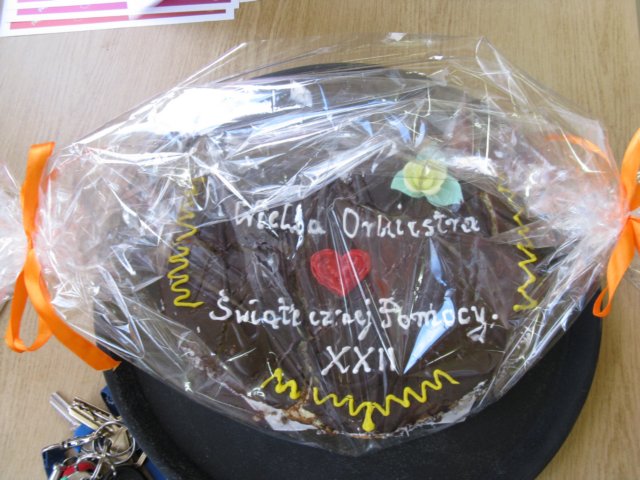 Wielka Orkiestra
Świątecznej Pomocy.
XXII